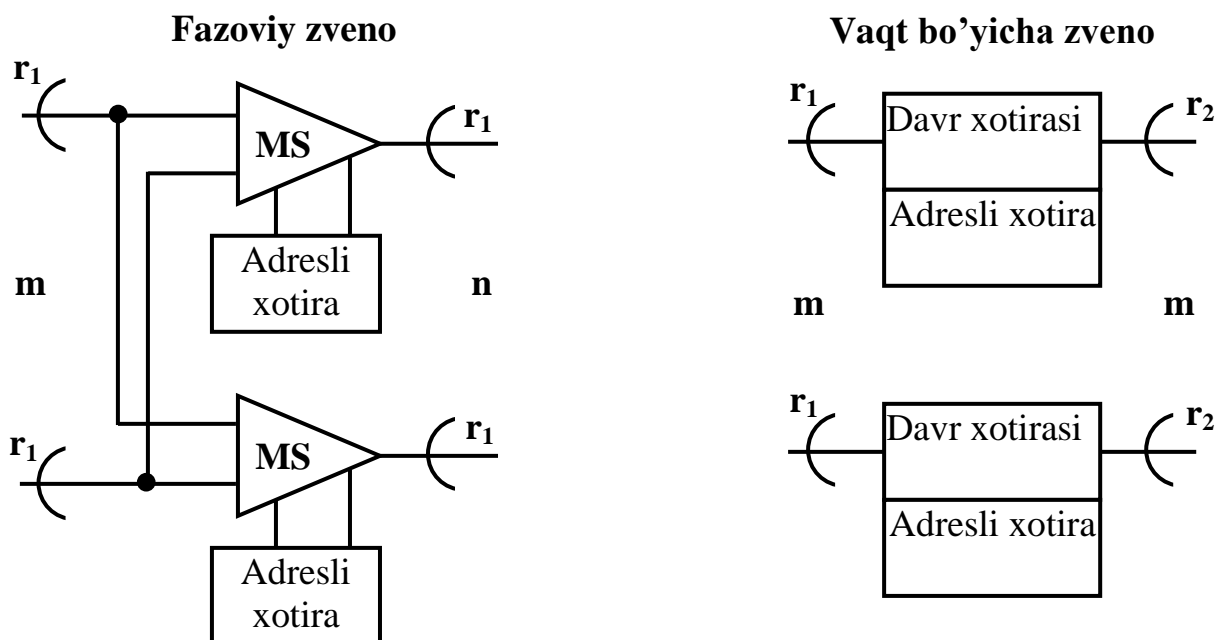 Fazoviy zveno
r1
r1
MS
Adresli
xotira
m
n
r1
r1
MS
Adresli
xotira
Vaqt bo’yicha zveno
r1
r2
Davr xotirasi
Adresli xotira
m
m
r1
r2
Davr xotirasi
Adresli xotira